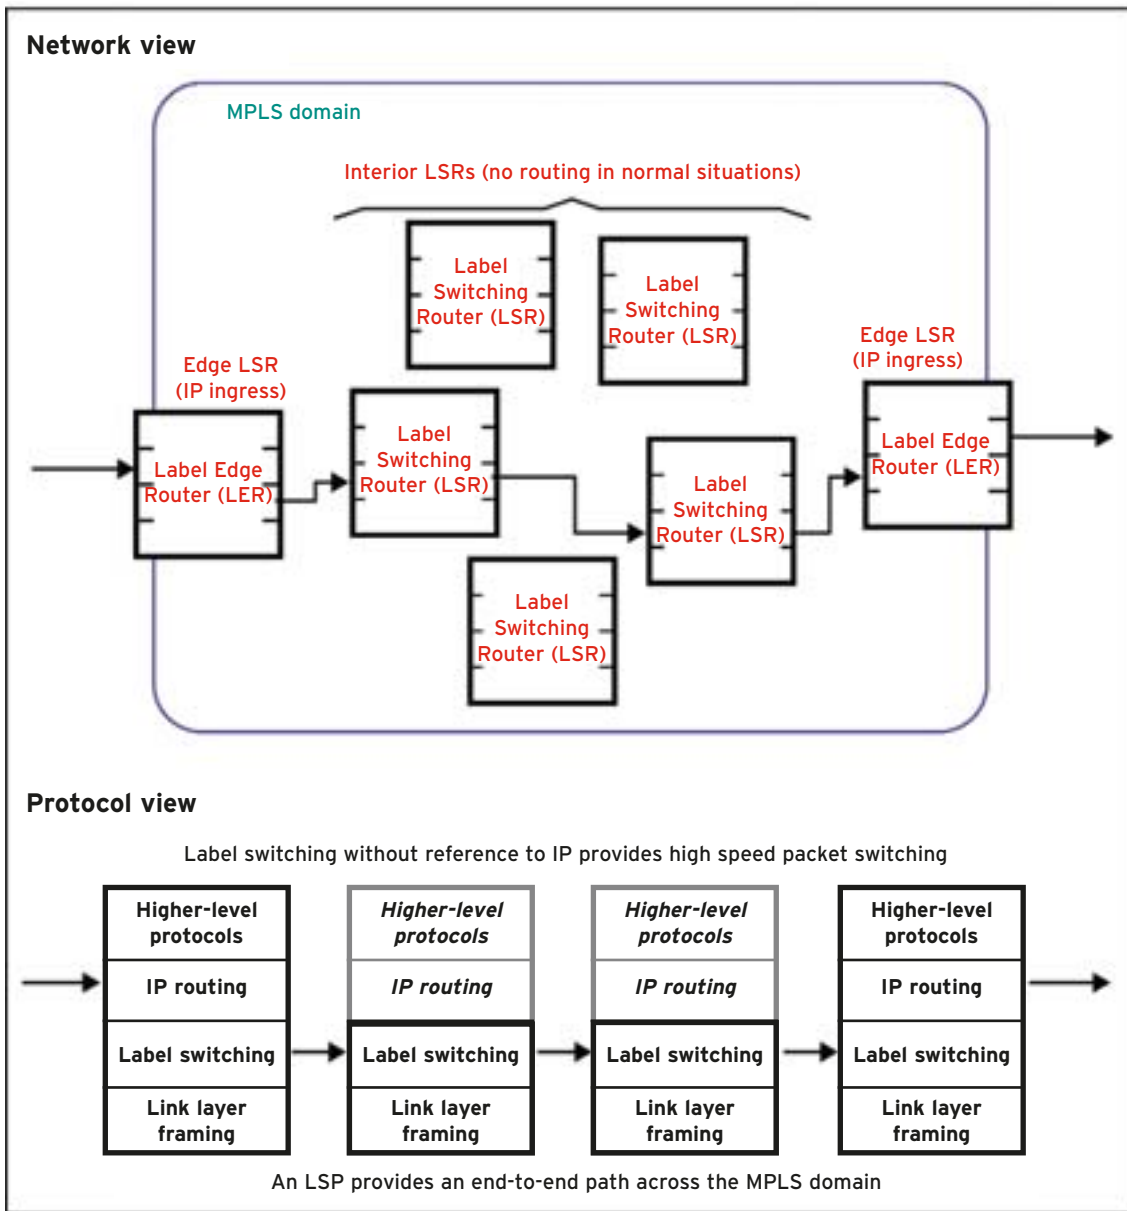 Network view
MPLS domain
Interior LSRs (no routing in normal situations)
Label
Switching
Router (LSR)
Label
Switching
Router (LSR)
Edge LSR
(IP ingress)
Label Edge
Router (LER)
Label
Switching
Router (LSR)
Label
Switching
Router (LSR)
Edge LSR
(IP ingress)
Label Edge
Router (LER)
Label
Switching
Router (LSR)
Protocol view
Label switching without reference to IP provides high speed packet switching
Higher-level
protocols
IP routing
Label switching
Link layer
framing
Higher-level
protocols
IP routing
Label switching
Link layer
framing
Higher-level
protocols
IP routing
Label switching
Link layer
framing
Higher-level
protocols
IP routing
Label switching
Link layer
framing
An LSP provides an end-to-end path across the MPLS domain